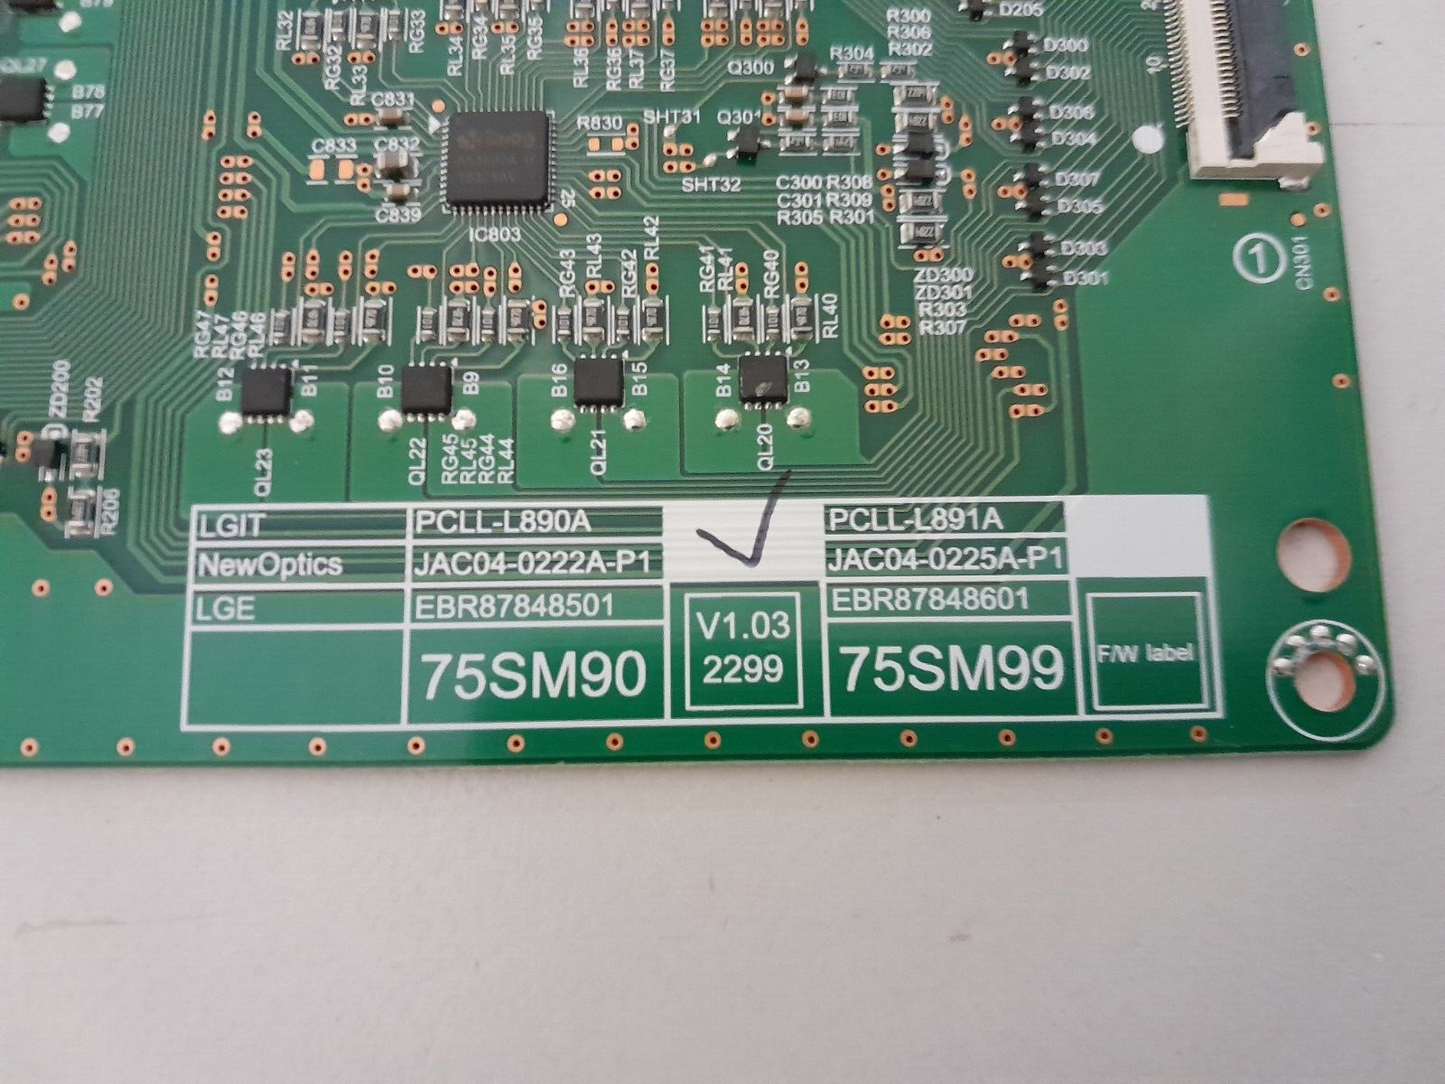 B79
QL27
B78
B77
RL32
RG32
RL33
RG33
RL34
RG34
RL35
RG35
RL36
RG36
RL37
RG37
R300
R306
R302
D205
Q300
R304
D300
D302
D306
D304
D307
D305
D303
D301
10
C831
C833
C832
C839
R830
SHT31
Q301
SHT32
26
IC803
C300 R308
C301 R309
R305 R301
ZD300
ZD301
R303
R307
1
CN301
RG43
RL43
RG42
RL42
RG41
RL41
RG40
RL40
RG47
RL47
RG46
RL46
B12
B11
B10
B9
B16
B15
B14
B13
QL23
QL22
RG45
RL45
RG44
RL44
QL21
QL20
ZD200
R202
R206
LGIT PCLL-L890A PCLL-L891A
NewOptics JAC04-0222A-P1 JAC04-0225A-P1
LGE EBR87848501 EBR87848601
75SM90 V1.03 75SM99 F/W label
2299